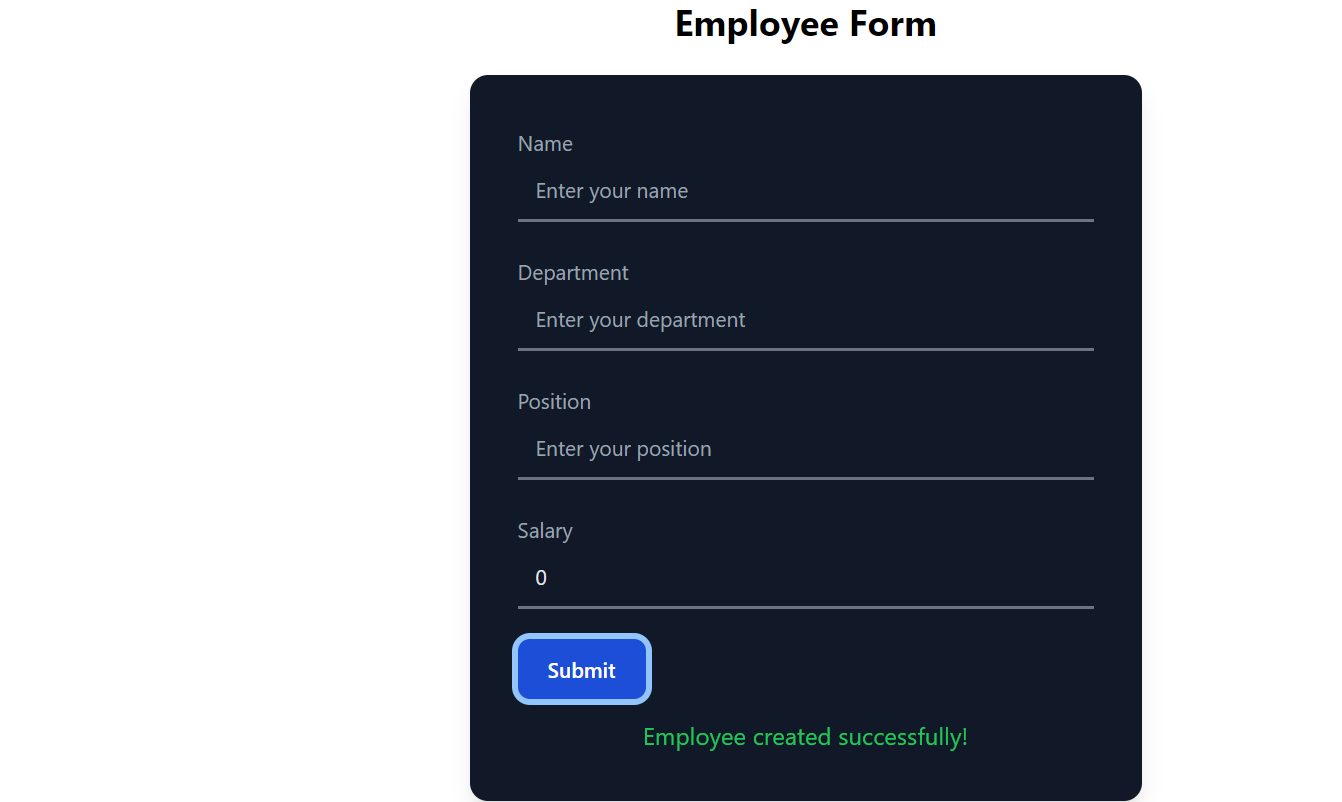 Employee Form
Name
Enter your name
Department
Enter your department
Position
Enter your position
Salary
0
Submit
Employee created successfully!